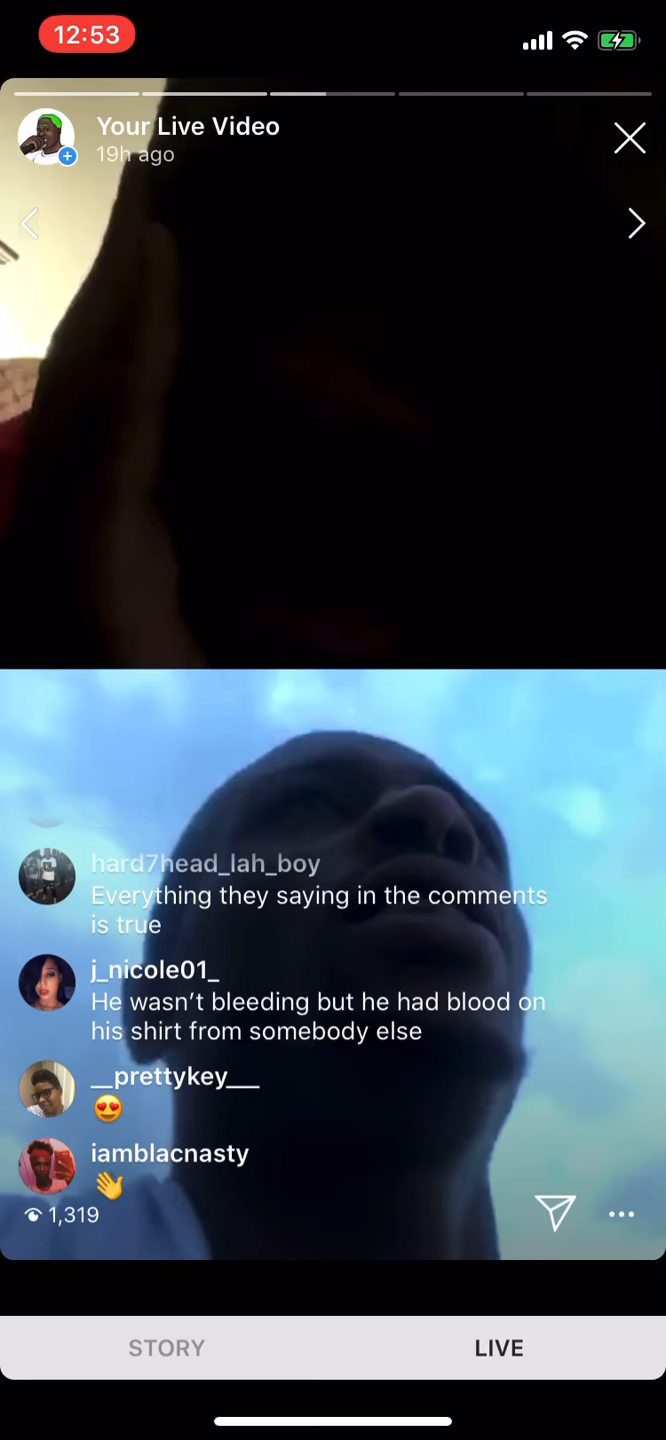 12:53
Your Live Video
19h ago
hard7head_lah_boy
Everything they saying in the comments
is true
j_nicole01_
He wasn’t bleeding but he had blood on
his shirt from somebody else
__prettykey___
😍
iamblacnasty
👋
1,319
STORY
LIVE